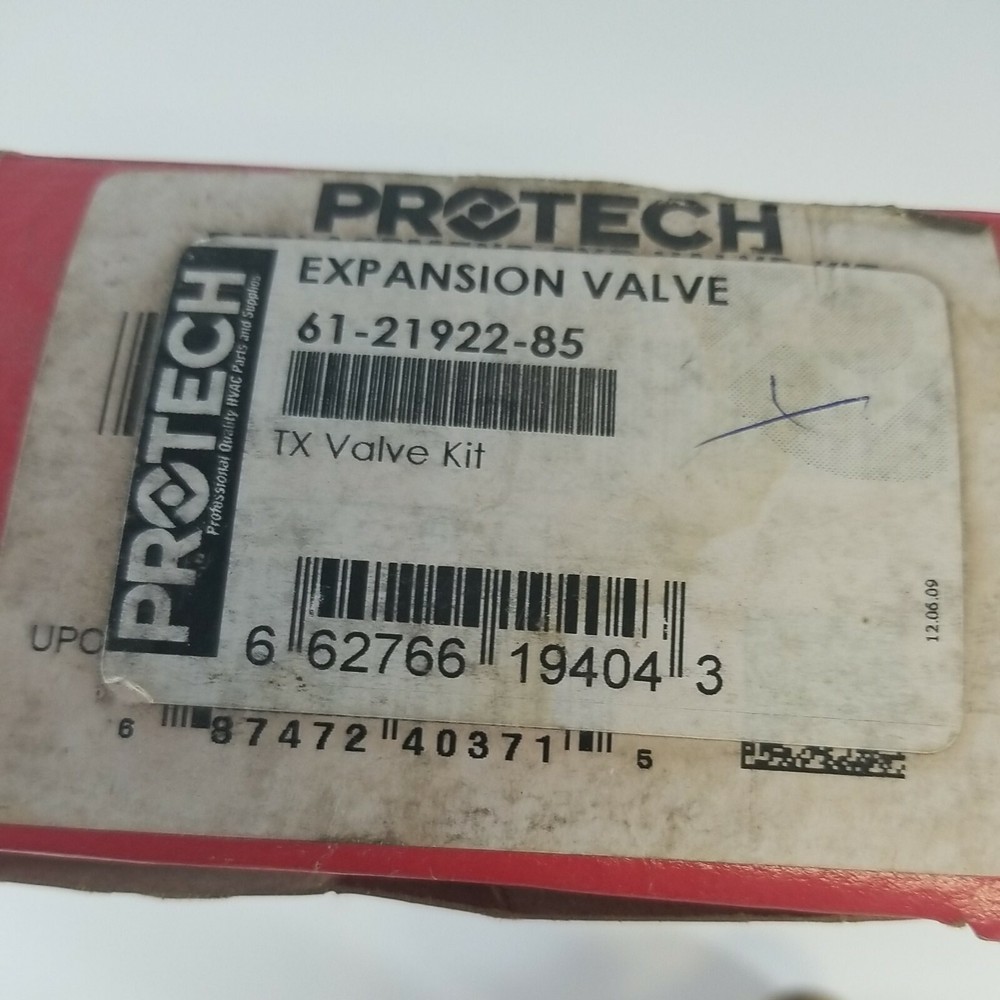 PROTECH
EXPANSION VALVE
61-21922-85
TX Valve Kit
PROTECH
Professional Quality HVAC Parts and Supplies
6 62766 19404 3
12.06.09
UPC
6 87472 40371 5